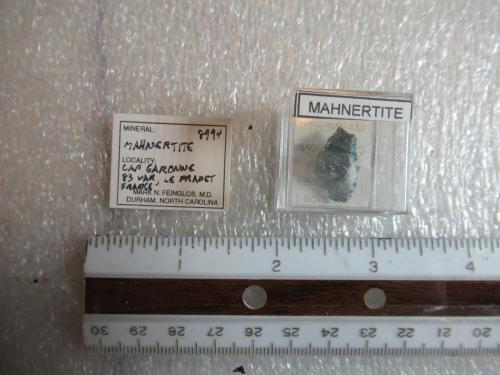 MINERAL:
8994
MAHNERTITE
LOCALITY:
CAP GARONNE
83 VAR, LE PRADET
FRANCE,
MARK N. FEINGLOS, M.D.
DURHAM, NORTH CAROLINA
MAHNERTITE
1 2 3 4
30 29 28 27 26 25 24 23 22 21 20